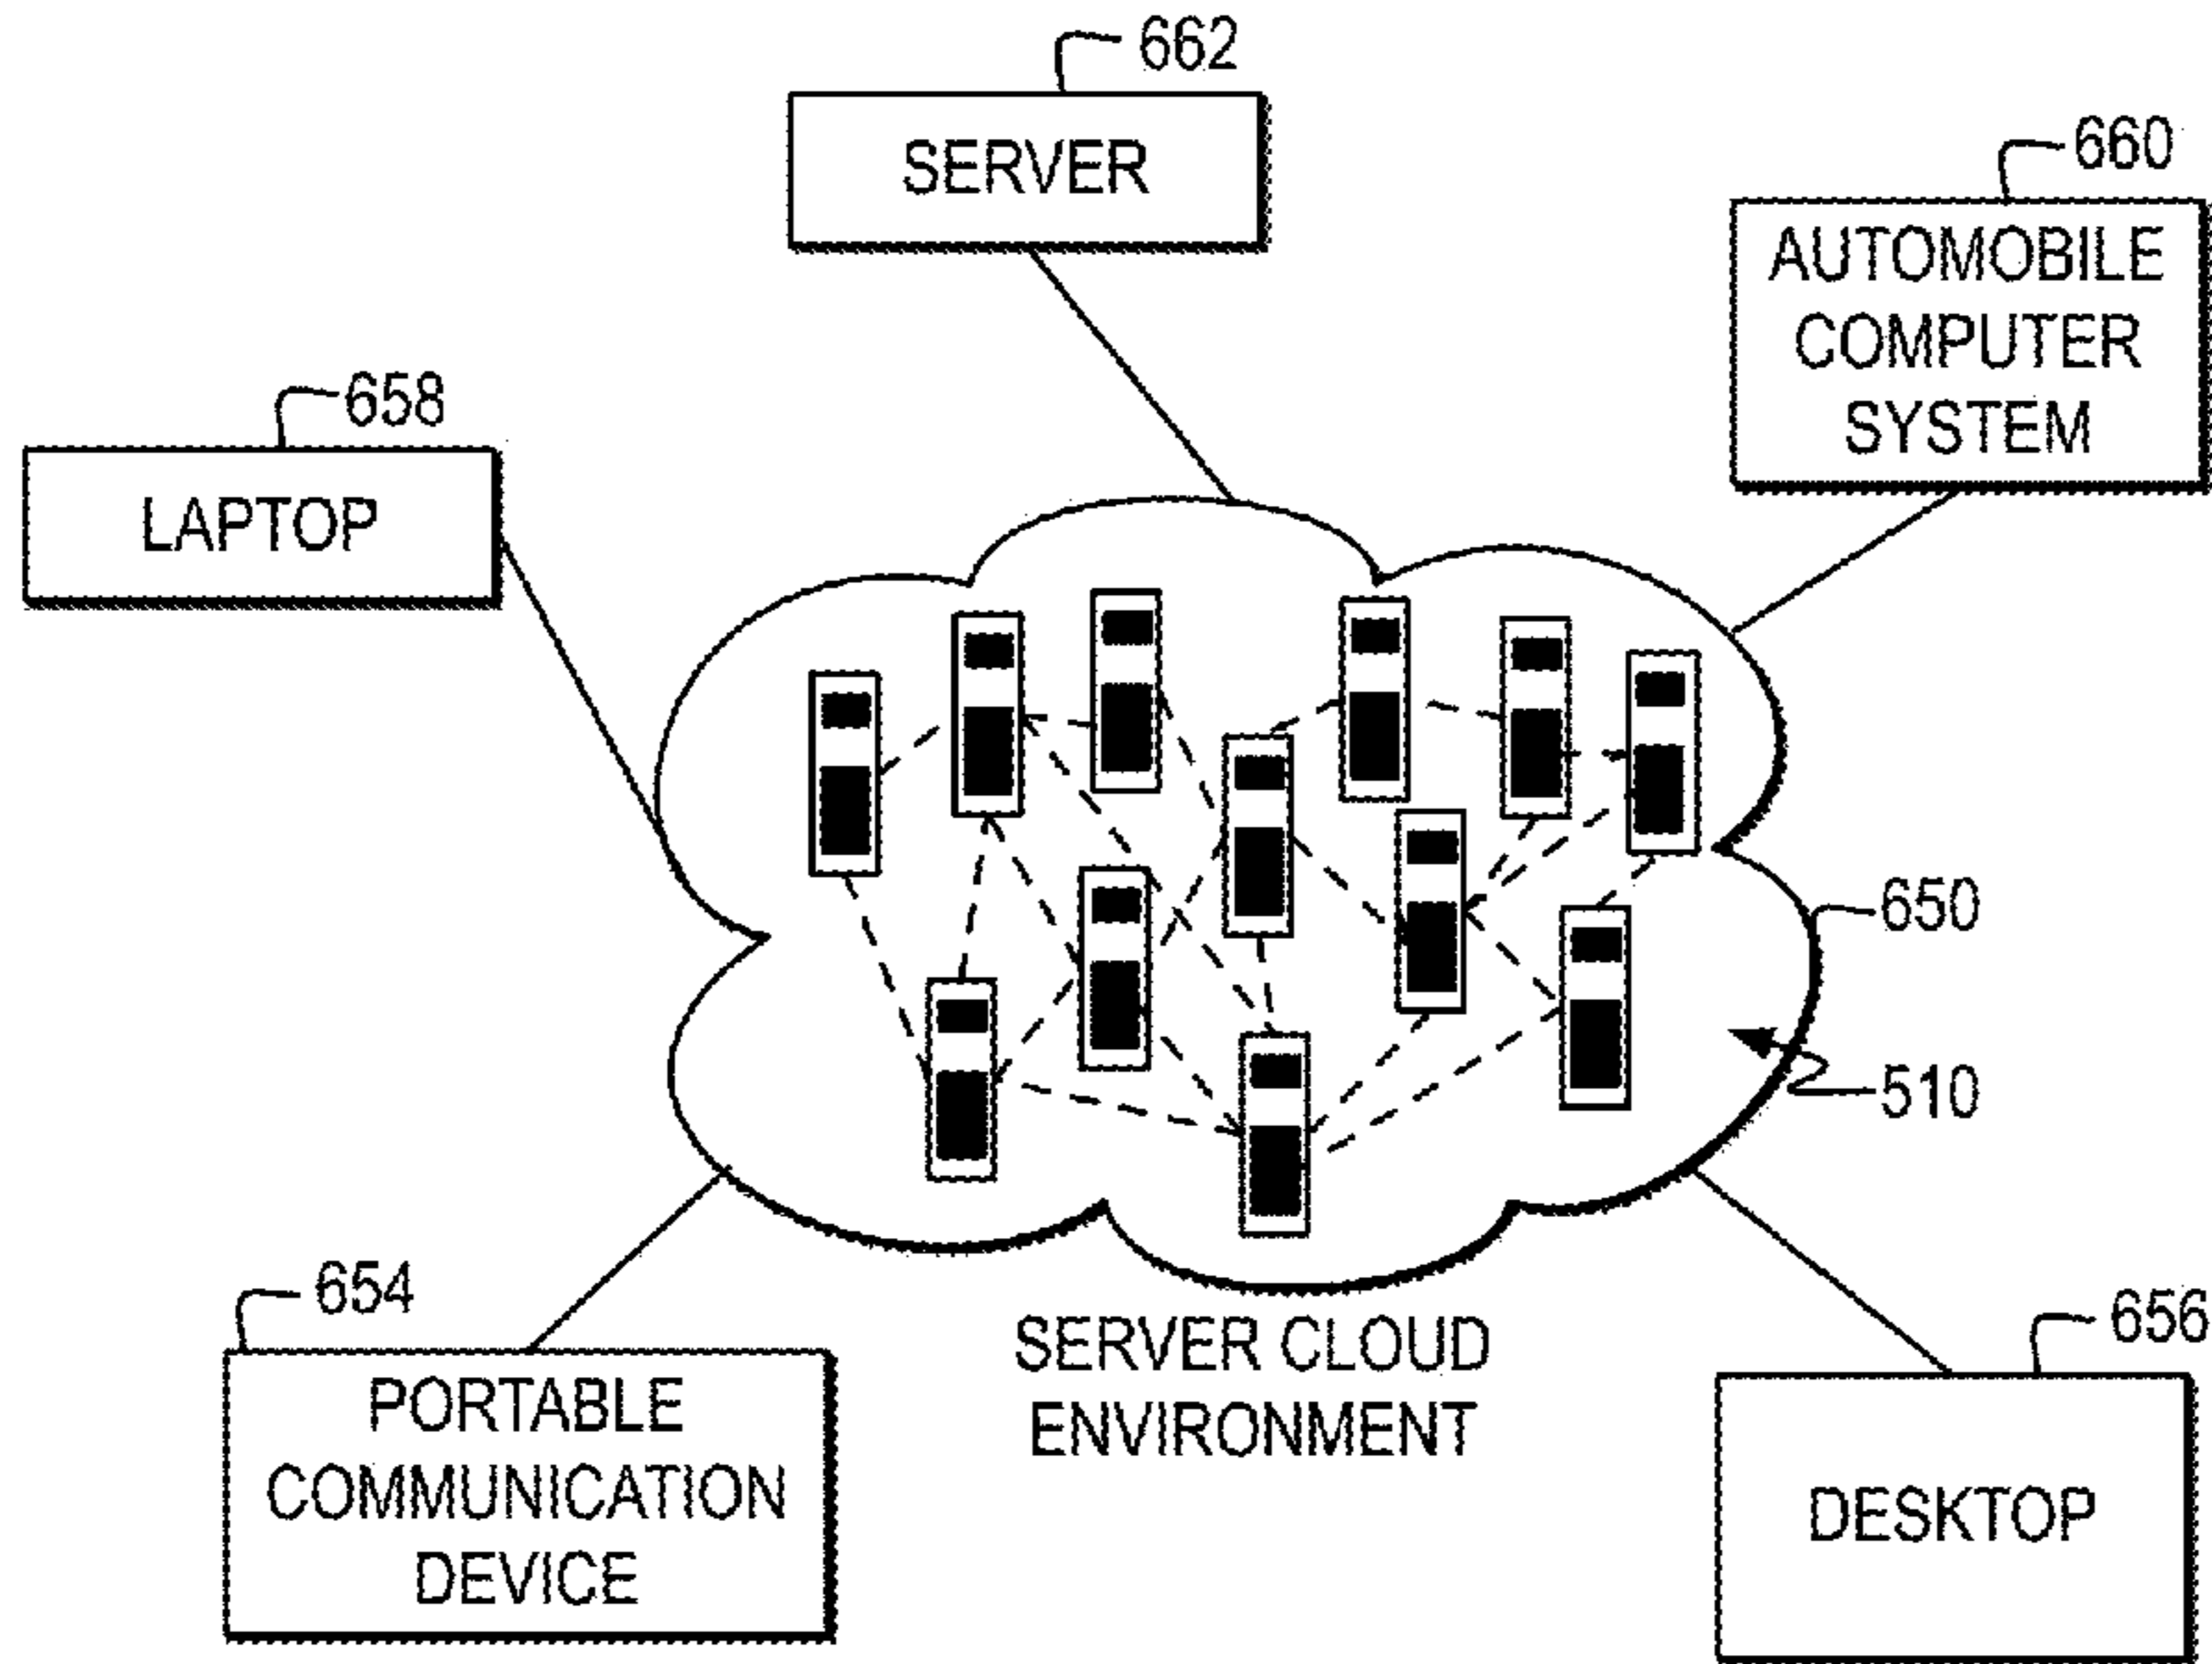 662
SERVER
660
AUTOMOBILE
COMPUTER
SYSTEM
658
LAPTOP
650
510
654
PORTABLE
COMMUNICATION
DEVICE
SERVER CLOUD
ENVIRONMENT
656
DESKTOP